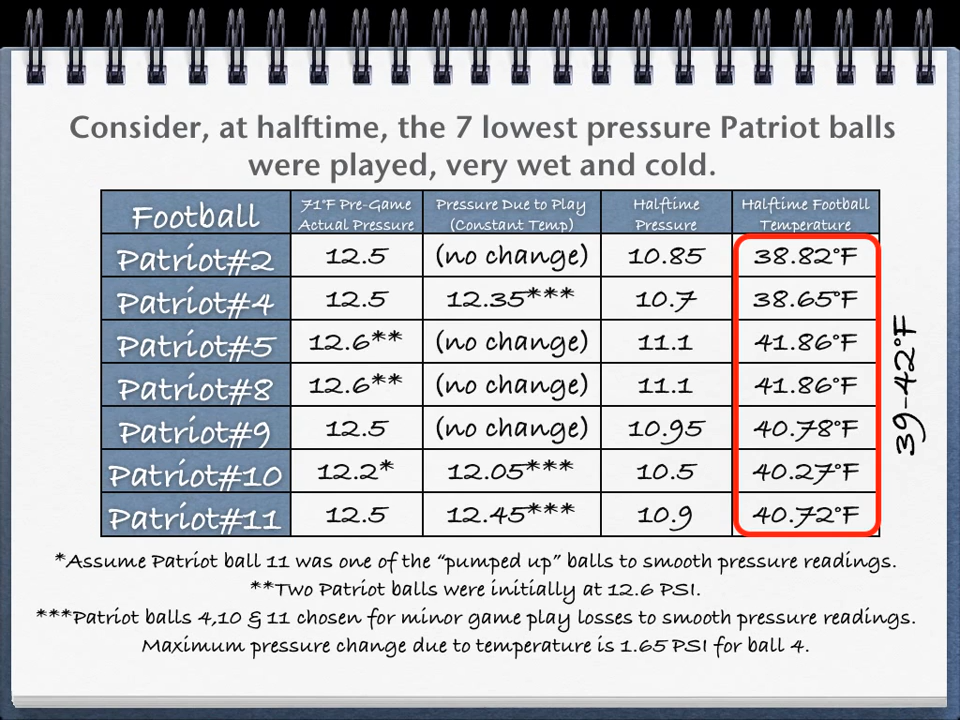 Consider, at halftime, the 7 lowest pressure Patriot balls
were played, very wet and cold.
Football | 71°F Pre-Game Actual Pressure | Pressure Due to Play (Constant Temp) | Halftime Pressure | Halftime Football Temperature
Patriot#2 | 12.5 | (no change) | 10.85 | 38.82°F
Patriot#4 | 12.5 | 12.35*** | 10.7 | 38.65°F
Patriot#5 | 12.6** | (no change) | 11.1 | 41.86°F
Patriot#8 | 12.6** | (no change) | 11.1 | 41.86°F
Patriot#9 | 12.5 | (no change) | 10.95 | 40.78°F
Patriot#10 | 12.2* | 12.05*** | 10.5 | 40.27°F
Patriot#11 | 12.5 | 12.45*** | 10.9 | 40.72°F
39-42°F
*Assume Patriot ball 11 was one of the “pumped up” balls to smooth pressure readings.
**Two Patriot balls were initially at 12.6 PSI.
***Patriot balls 4,10 & 11 chosen for minor game play losses to smooth pressure readings.
Maximum pressure change due to temperature is 1.65 PSI for ball 4.